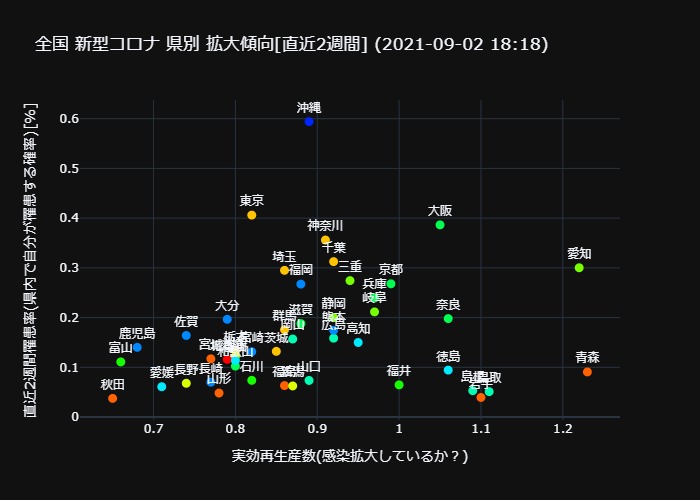 全国 新型コロナ 県別 拡大傾向[直近2週間] (2021-09-02 18:18)
直近2週間罹患率(県内で自分が罹患する確率) [%]
0.6
0.5
0.4
0.3
0.2
0.1
0
沖縄
東京
大阪
神奈川
千葉
愛知
埼玉
福岡
三重
京都
兵庫
岐阜
静岡
滋賀
群馬
岡山
熊本
広島
奈良
大分
佐賀
高知
鹿児島
宮崎
茨城
富山
石川
山口
福井
徳島
青森
愛媛
長野
長崎
山形
秋田
鳥取
岩手
0.7
0.8
0.9
1
1.1
1.2
実効再生産数(感染拡大しているか？)